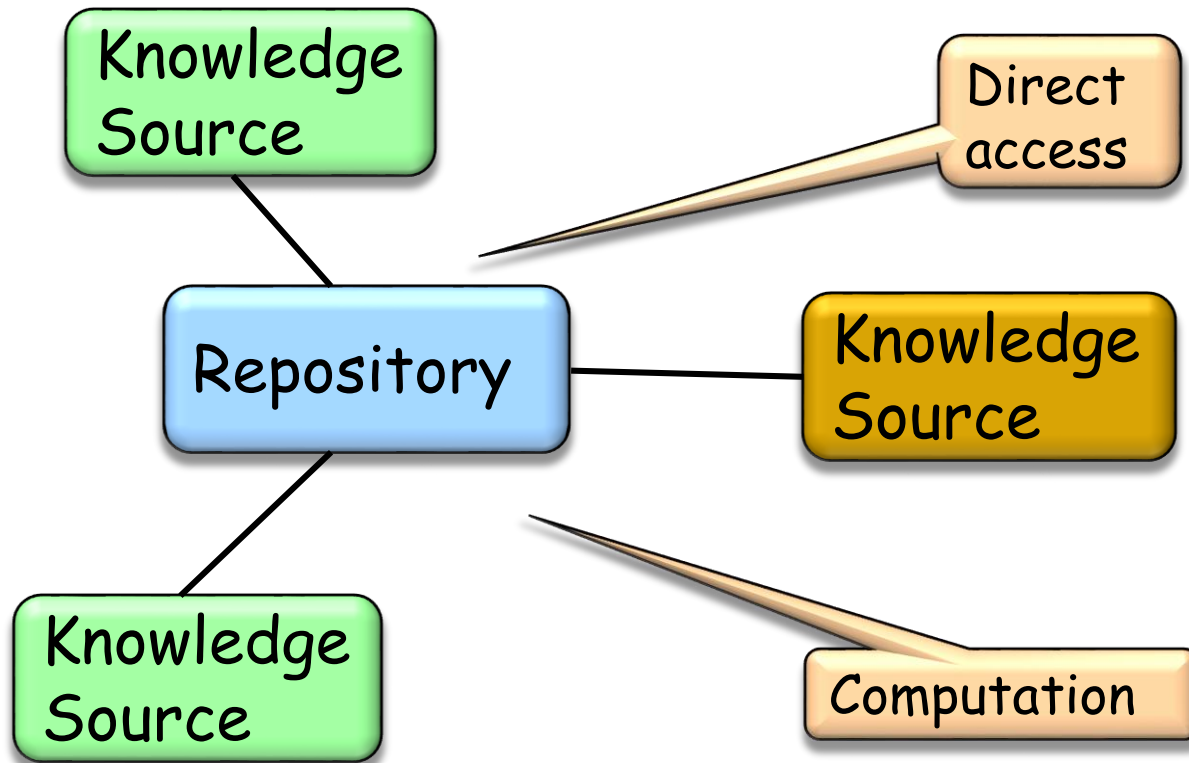 Knowledge
Source
Direct
access
Repository
Knowledge
Source
Knowledge
Source
Computation